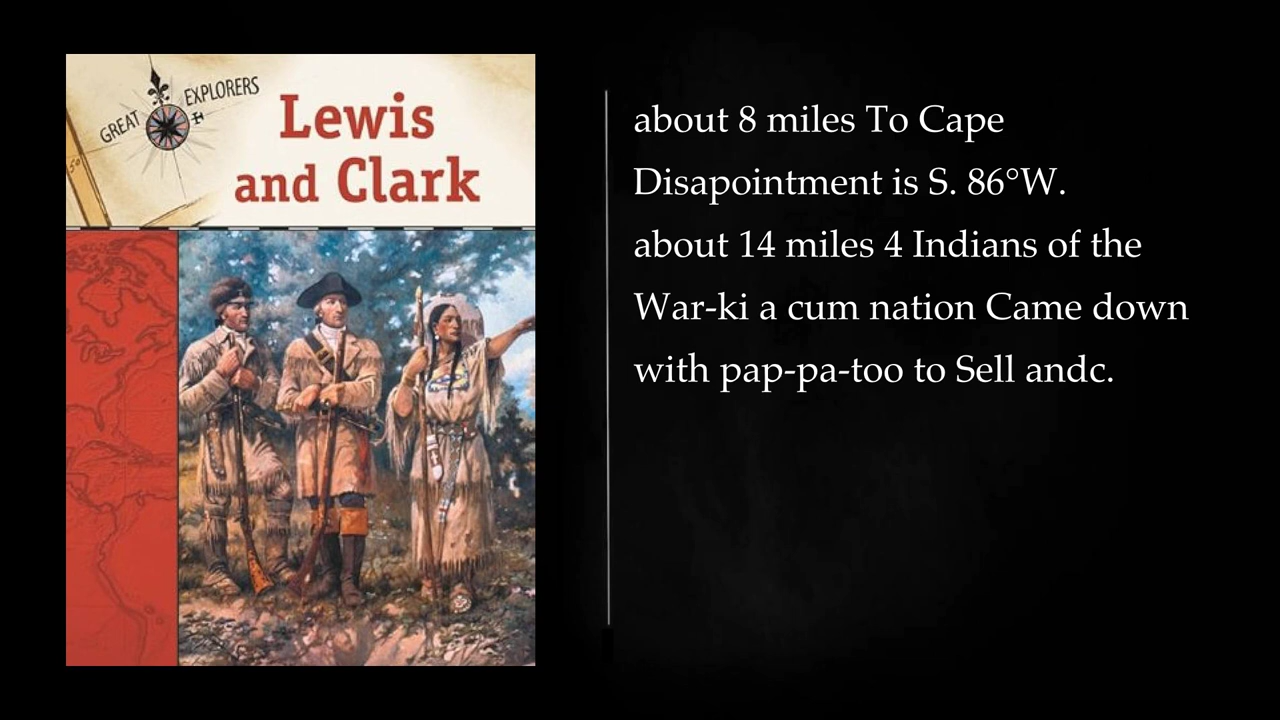 GREAT EXPLORERS
Lewis
and Clark
50
about 8 miles To Cape
Disapointment is S. 86°W.
about 14 miles 4 Indians of the
War-ki a cum nation Came down
with pap-pa-too to Sell andc.